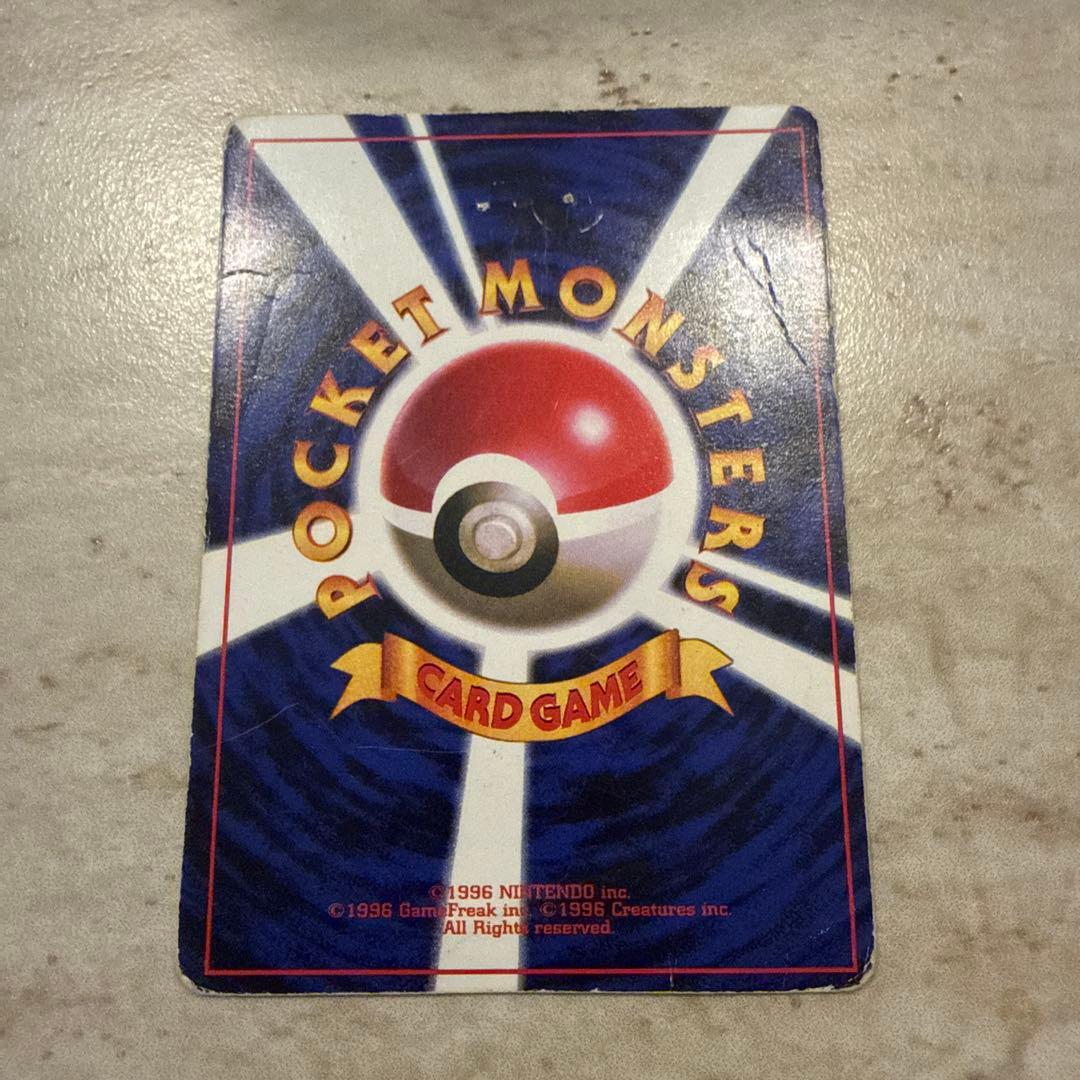 POCKET MONSTERS
CARD GAME
©1996 NINTENDO inc.
©1996 GameFreak inc. ©1996 Creatures inc.
All Rights reserved.